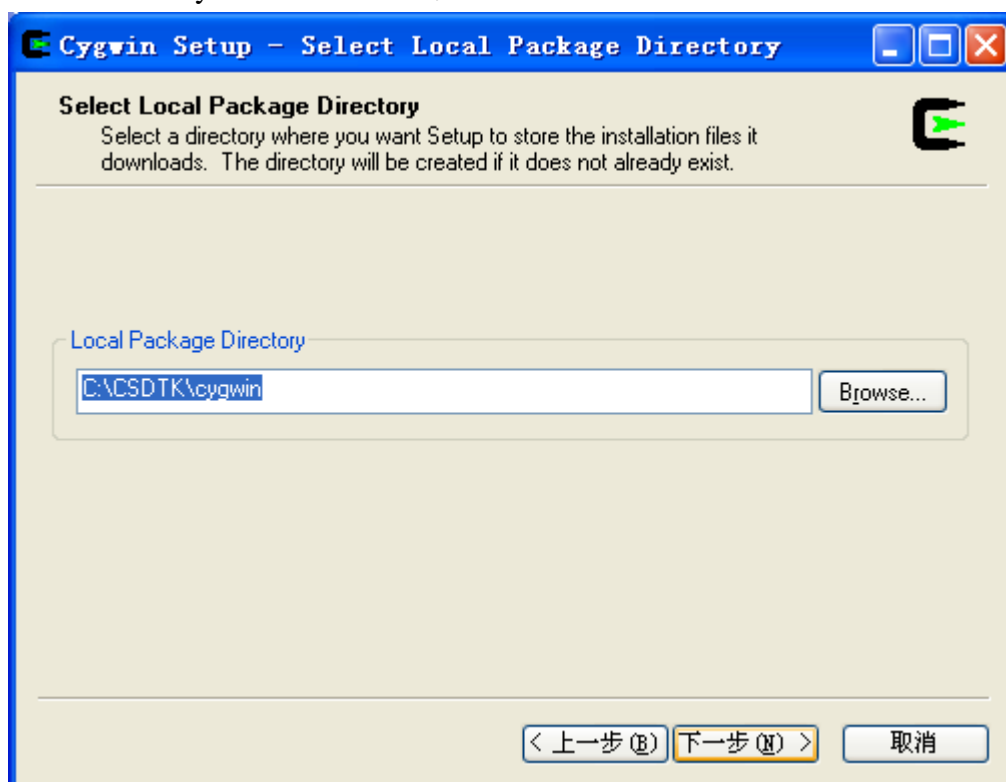 Cygwin Setup - Select Local Package Directory
Select Local Package Directory
Select a directory where you want Setup to store the installation files it
downloads. The directory will be created if it does not already exist.
Local Package Directory
C:\CSDTK\cygwin
Browse...
< 上一步(B) 下一步(N) > 取消